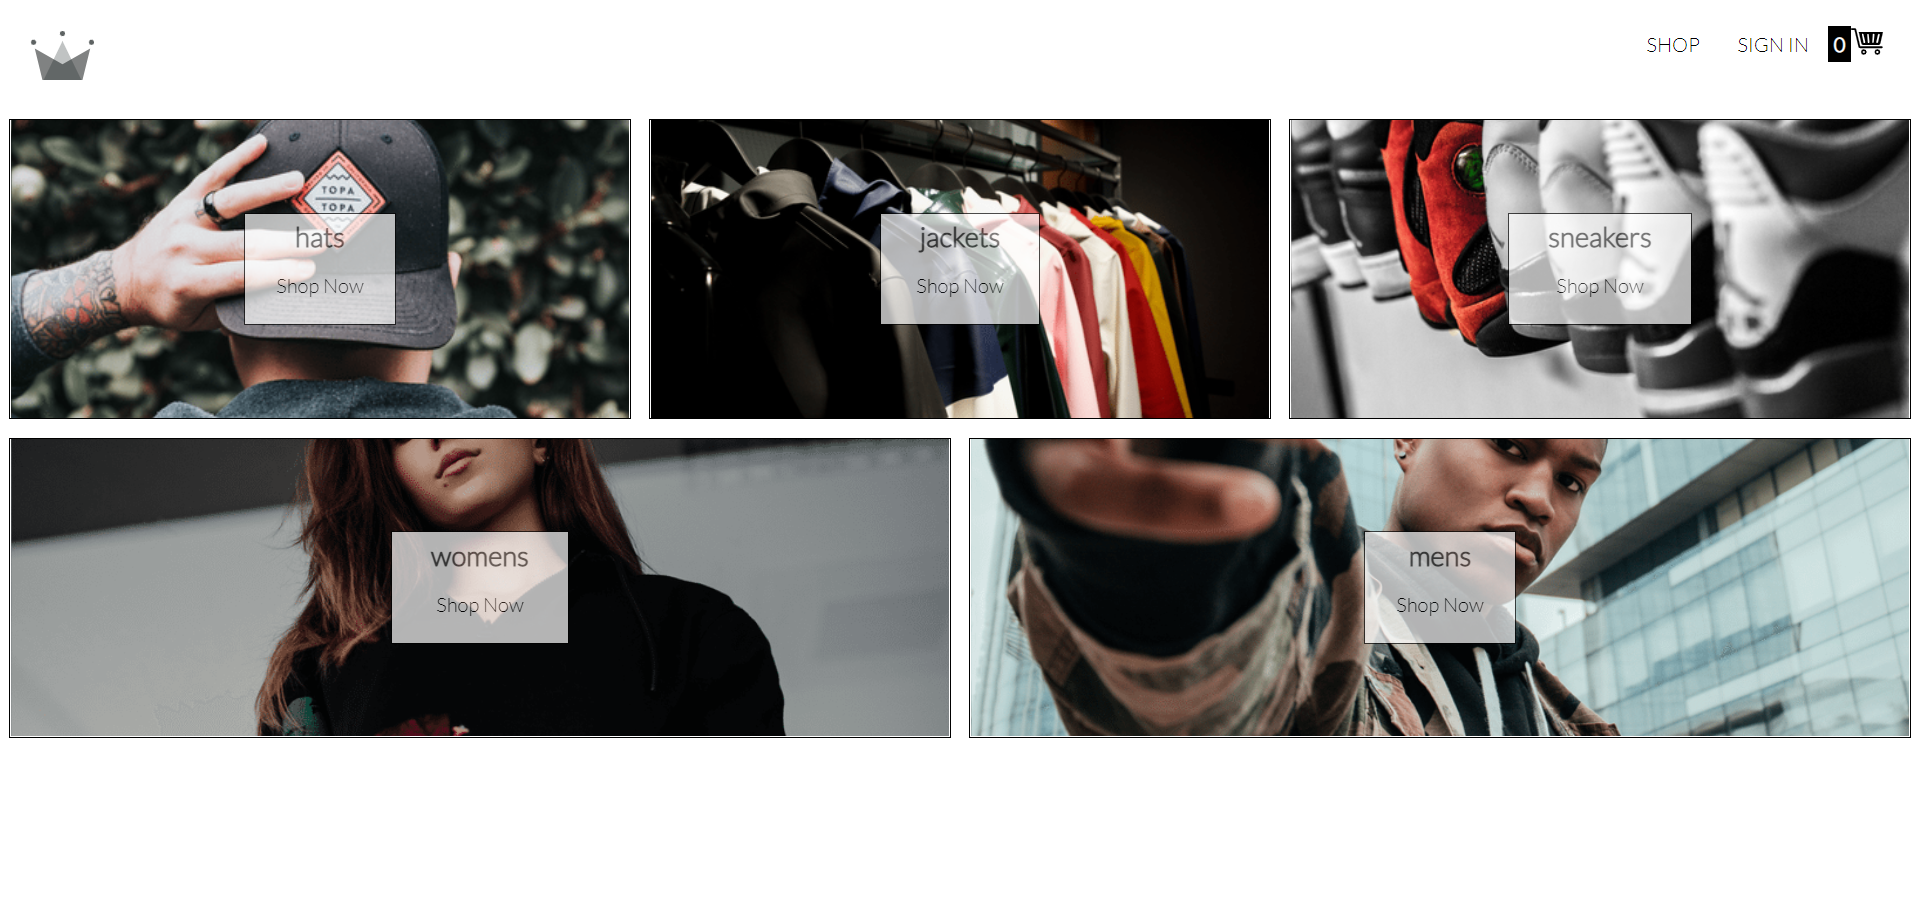 SHOP
SIGN IN
0
TOPA
TOPA
hats
Shop Now
jackets
Shop Now
sneakers
Shop Now
womens
Shop Now
mens
Shop Now